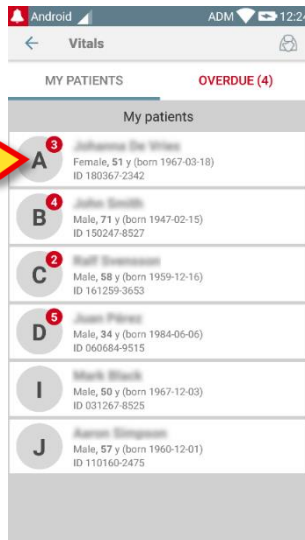 Android ADM 12:24
Vitals
MY PATIENTS OVERDUE (4)
My patients
A 3
Female, 51 y (born 1967-03-18)
ID 180367-2342
B 4
Male, 71 y (born 1947-02-15)
ID 150247-8527
C 2
Male, 58 y (born 1959-12-16)
ID 161259-3653
D 5
Male, 34 y (born 1984-06-06)
ID 060684-9515
I
Male, 50 y (born 1967-12-03)
ID 031267-8525
J
Male, 57 y (born 1960-12-01)
ID 110160-2475